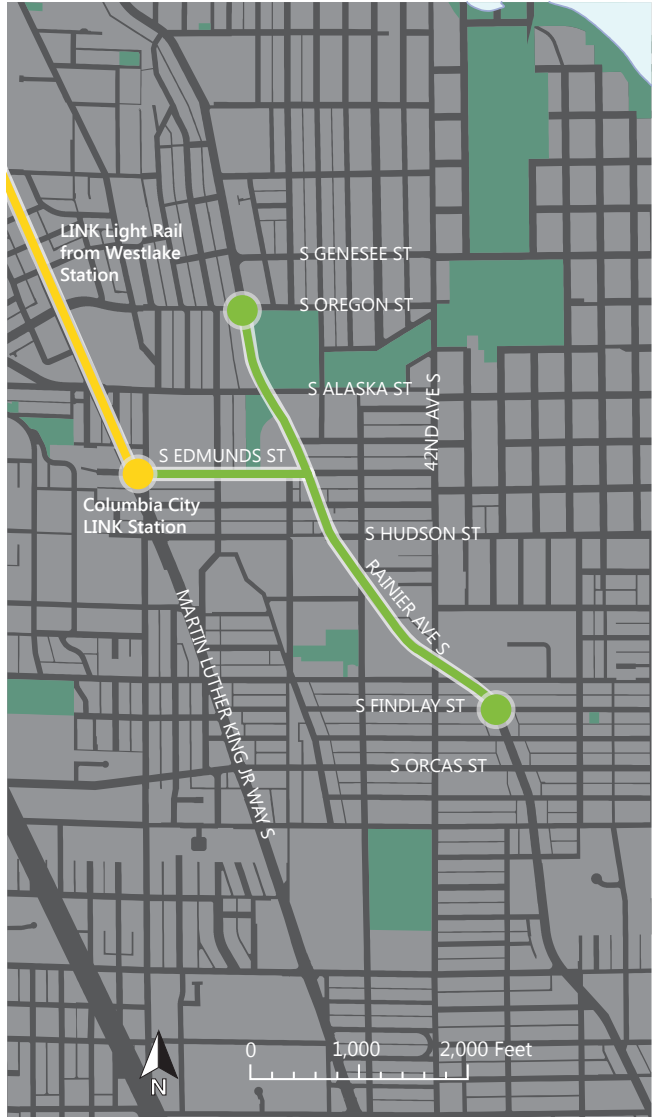 LINK Light Rail
from Westlake
Station
S GENESEE ST
S OREGON ST
S ALASKA ST
42ND AVE S
S EDMUNDS ST
Columbia City
LINK Station
S HUDSON ST
RAINIER AVE S
MARTIN LUTHER KING JR WAY S
S FINDLAY ST
S ORCAS ST
N
0 1,000 2,000 Feet